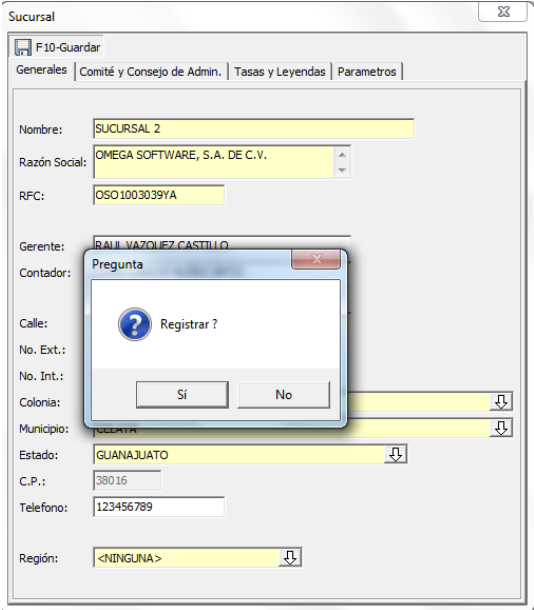 Sucursal
F10-Guardar
Generales Comité y Consejo de Admin. Tasas y Leyendas Parametros
Nombre: SUCURSAL 2
Razón Social: OMEGA SOFTWARE, S.A. DE C.V.
RFC: OSO1003039YA
Gerente: RAUL VAZQUEZ CASTILLO
Contador:
Pregunta
Registrar ?
Sí No
Calle:
No. Ext.:
No. Int.:
Colonia:
Municipio: CELAYA
Estado: GUANAJUATO
C.P.: 38016
Telefono: 123456789
Región: <NINGUNA>